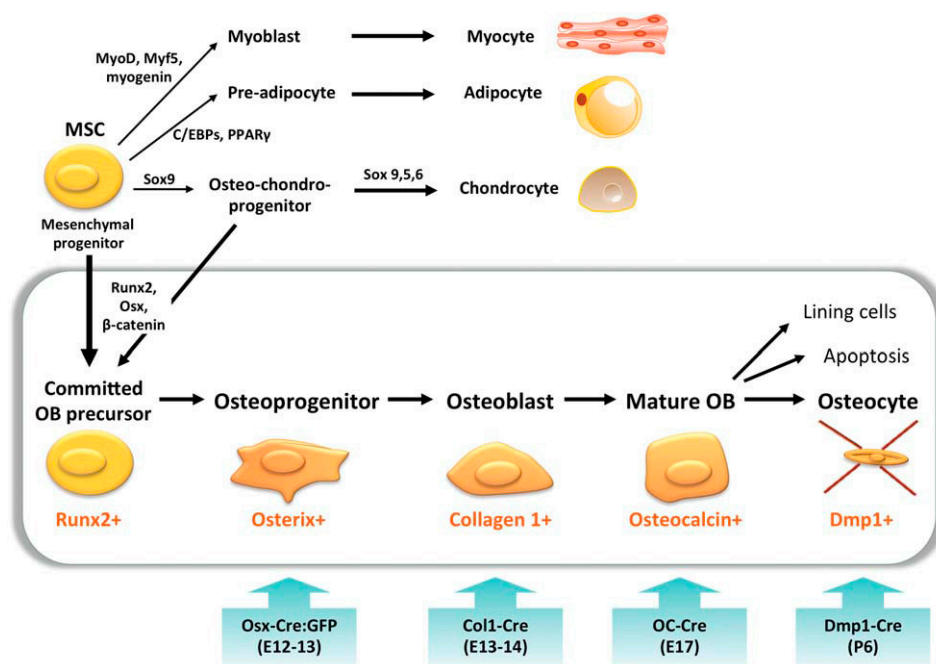 Myoblast
Myocyte
MyoD, Myf5,
myogenin
Pre-adipocyte
Adipocyte
MSC
C/EBPs, PPARγ
Sox9
Osteo-chondro-
progenitor
Sox 9,5,6
Chondrocyte
Mesenchymal
progenitor
Runx2,
Osx,
β-catenin
Lining cells
Apoptosis
Committed
OB precursor
Osteoprogenitor
Osteoblast
Mature OB
Osteocyte
Runx2+
Osterix+
Collagen 1+
Osteocalcin+
Dmp1+
Osx-Cre:GFP
(E12-13)
Col1-Cre
(E13-14)
OC-Cre
(E17)
Dmp1-Cre
(P6)